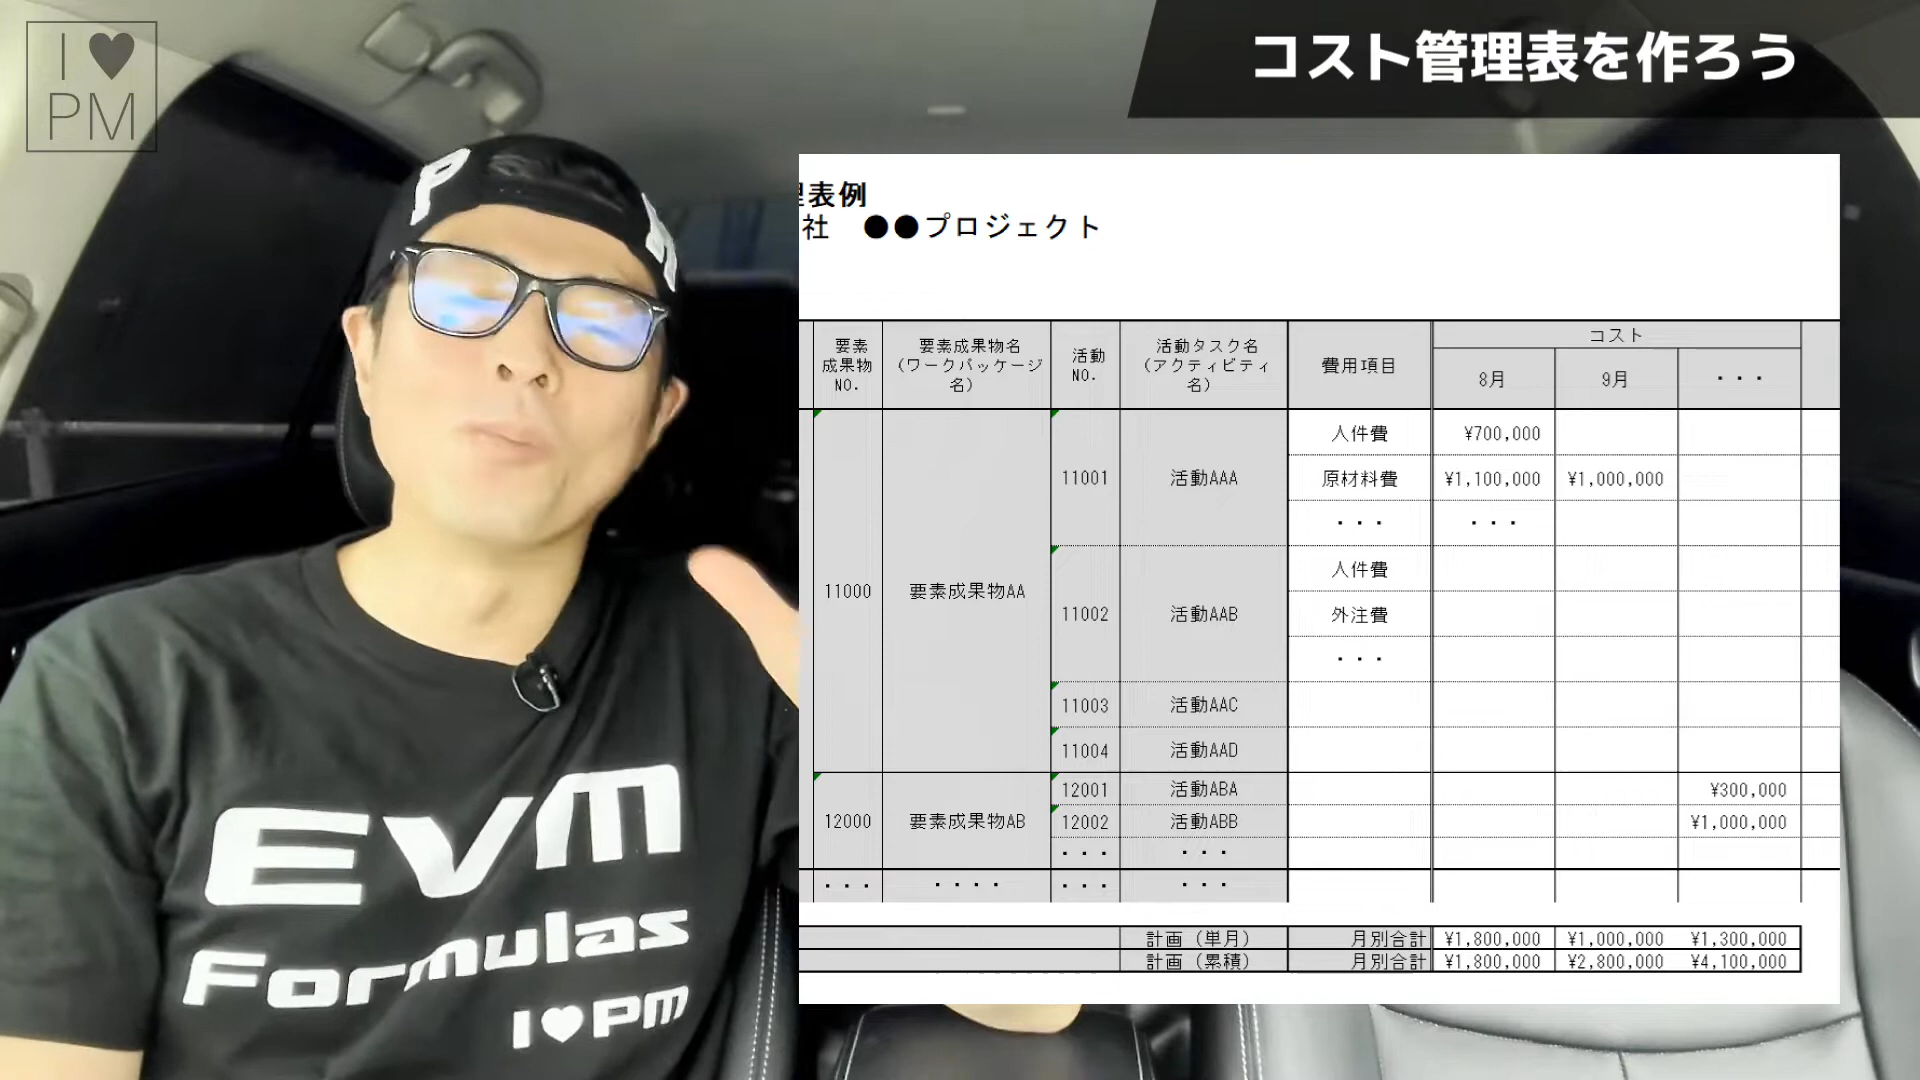 I ♥
PM
コスト管理表を作ろう
理表例
社 ●●プロジェクト
要素
成果物
NO.
要素成果物名
(ワークパッケージ
名)
活動
NO.
活動タスク名
(アクティビティ
名)
費用項目
コスト
8月 9月 ・・・
11000 要素成果物AA
11001 活動AAA
人件費 ¥700,000
原材料費 ¥1,100,000 ¥1,000,000
・・・ ・・・
11002 活動AAB
人件費
外注費
・・・
11003 活動AAC
11004 活動AAD
12000 要素成果物AB
12001 活動ABA ¥300,000
12002 活動ABB ¥1,000,000
・・・ ・・・
・・・ ・・・・ ・・・ ・・・
計画(単月) 月別合計 ¥1,800,000 ¥1,000,000 ¥1,300,000
計画(累積) 月別合計 ¥1,800,000 ¥2,800,000 ¥4,100,000
P
EVM
Formulas
I♥PM